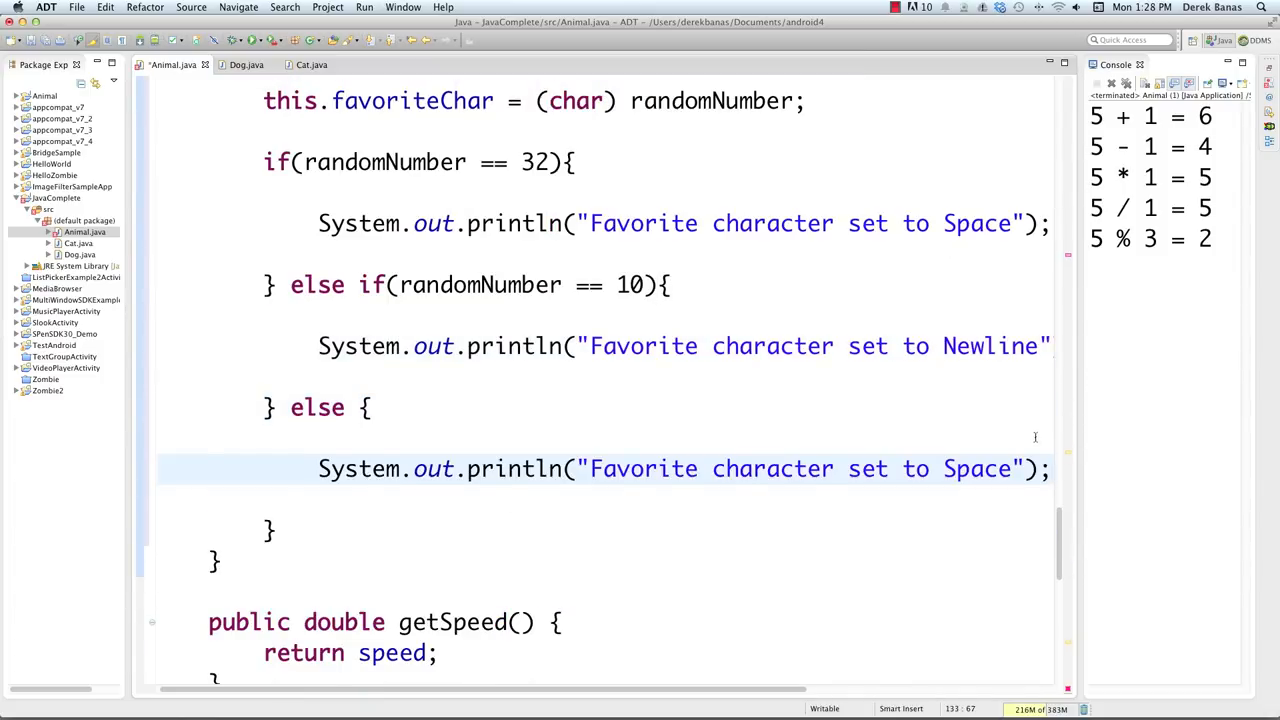 ADT File Edit Refactor Source Navigate Search Project Run Window Help 10 Mon 1:28 PM Derek Banas
Java – JavaComplete/src/Animal.java – ADT – /Users/derekbanas/Documents/android4
Quick Access Java DDMS
Package Exp
*Animal.java Dog.java Cat.java
Console
<terminated> Animal (1) [Java Application] /S
Animal
appcompat_v7
appcompat_v7_2
appcompat_v7_3
appcompat_v7_4
BridgeSample
HelloWorld
HelloZombie
ImageFilterSampleApp
JavaComplete
src
(default package)
Animal.java
Cat.java
Dog.java
JRE System Library [Ja
ListPickerExample2Activi
MediaBrowser
MultiWindowSDKExample
MusicPlayerActivity
SlookActivity
SPenSDK30_Demo
TestAndroid
TextGroupActivity
VideoPlayerActivity
Zombie
Zombie2
this.favoriteChar = (char) randomNumber;
if(randomNumber == 32){
System.out.println("Favorite character set to Space");
} else if(randomNumber == 10){
System.out.println("Favorite character set to Newline")
} else {
System.out.println("Favorite character set to Space");
}
}
public double getSpeed() {
return speed;
}
5 + 1 = 6
5 - 1 = 4
5 * 1 = 5
5 / 1 = 5
5 % 3 = 2
Writable Smart Insert 133 : 67 216M of 383M